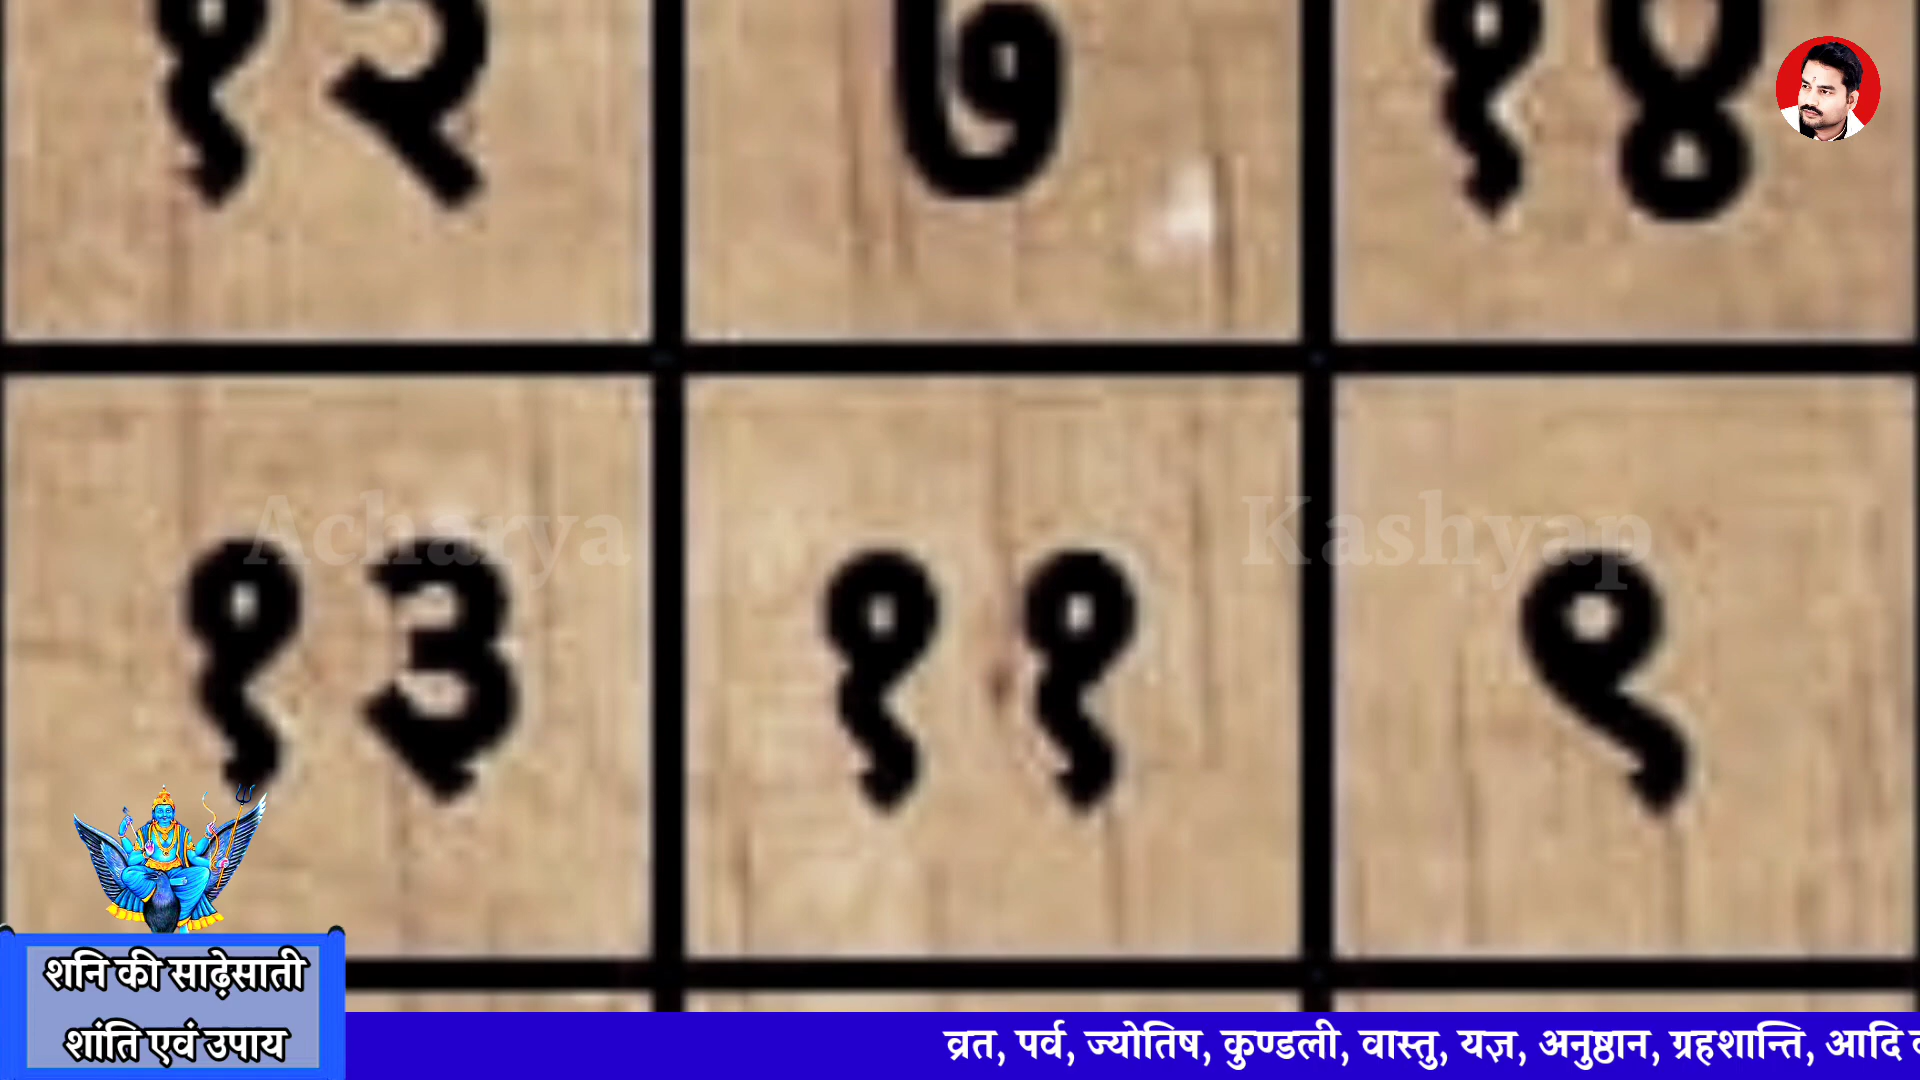 १२ ७ १४
Acharya Kashyap
१३ ११ ९
शनि की साढ़ेसाती
शांति एवं उपाय
व्रत, पर्व, ज्योतिष, कुण्डली, वास्तु, यज्ञ, अनुष्ठान, ग्रहशान्ति, आदि